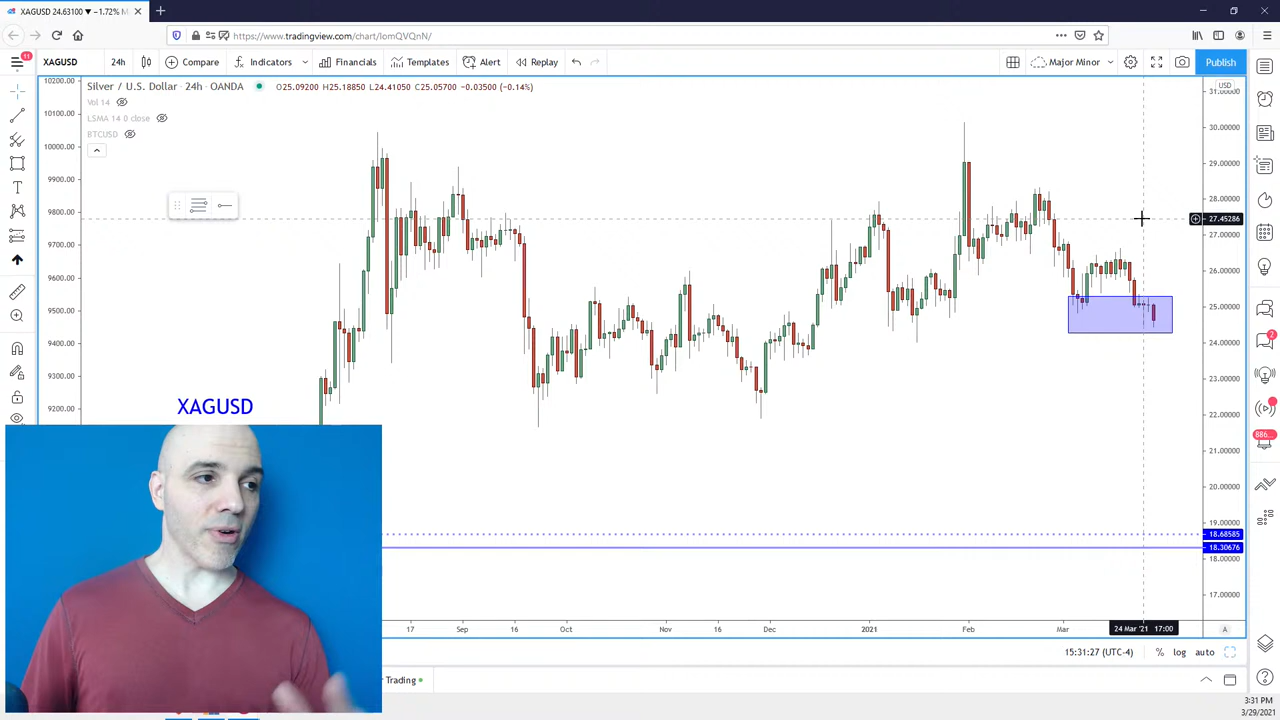 XAGUSD 24.63100 ▼ −1.72% M
https://www.tradingview.com/chart/IomQVQnN/
11
XAGUSD 24h Compare Indicators Financials Templates Alert Replay Major Minor Publish
Silver / U.S. Dollar · 24h · OANDA O25.09200 H25.18850 L24.41050 C25.05700 −0.03500 (−0.14%)
Vol 14
LSMA 14 0 close
BTCUSD
USD
10200.00
10100.00
10000.00
9900.00
9800.00
9700.00
9600.00
9500.00
9400.00
9300.00
9200.00
31.00000
30.00000
29.00000
28.00000
27.45286
27.00000
26.00000
25.00000
24.00000
23.00000
22.00000
21.00000
20.00000
19.00000
18.68585
18.30676
18.00000
17.00000
2
886...
XAGUSD
17 Sep 16 Oct Nov 16 Dec 2021 Feb Mar 24 Mar '21 17:00 A
15:31:27 (UTC-4) % log auto
Trading
3:31 PM
3/29/2021